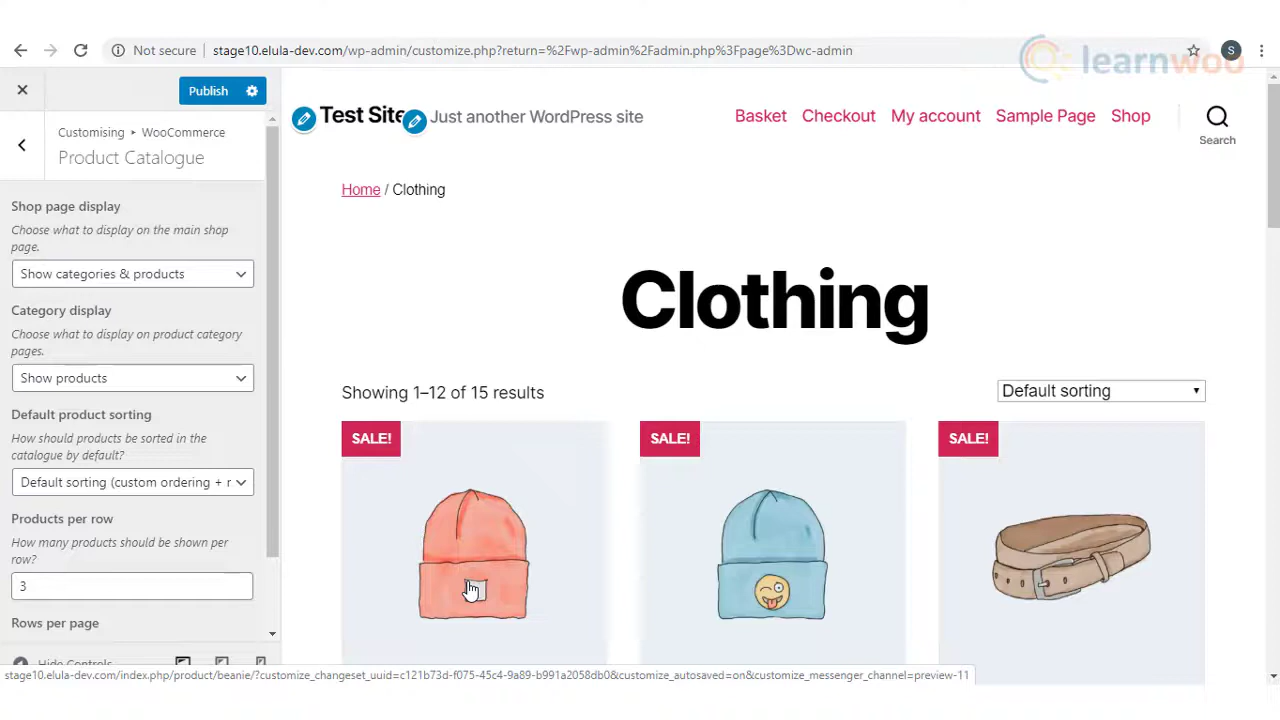 Not secure
stage10.elula-dev.com/wp-admin/customize.php?return=%2Fwp-admin%2Fadmin.php%3Fpage%3Dwc-admin
S
learnwoo
Publish
Customising ▸ WooCommerce
Product Catalogue
Shop page display
Choose what to display on the main shop
page.
Show categories & products
Category display
Choose what to display on product category
pages.
Show products
Default product sorting
How should products be sorted in the
catalogue by default?
Default sorting (custom ordering + r
Products per row
How many products should be shown per
row?
3
Rows per page
Hide Controls
Test Site
Just another WordPress site
Basket Checkout My account Sample Page Shop
Search
Home / Clothing
Clothing
Showing 1–12 of 15 results
Default sorting
SALE! SALE! SALE!
stage10.elula-dev.com/index.php/product/beanie/?customize_changeset_uuid=c121b73d-f075-45c4-9a89-b991a2058db0&customize_autosaved=on&customize_messenger_channel=preview-11